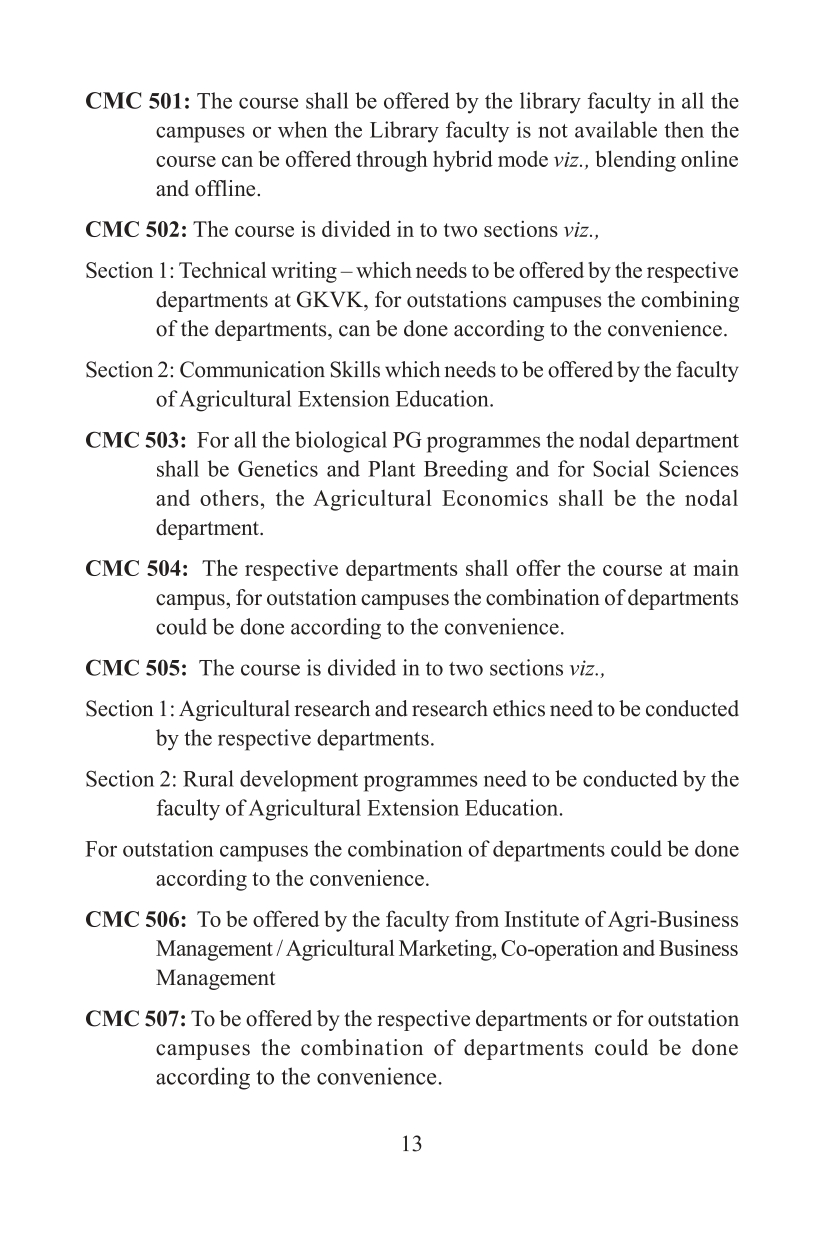 CMC 501: The course shall be offered by the library faculty in all the
campuses or when the Library faculty is not available then the
course can be offered through hybrid mode viz., blending online
and offline.
CMC 502: The course is divided in to two sections viz.,
Section 1: Technical writing – which needs to be offered by the respective
departments at GKVK, for outstations campuses the combining
of the departments, can be done according to the convenience.
Section 2: Communication Skills which needs to be offered by the faculty
of Agricultural Extension Education.
CMC 503: For all the biological PG programmes the nodal department
shall be Genetics and Plant Breeding and for Social Sciences
and others, the Agricultural Economics shall be the nodal
department.
CMC 504: The respective departments shall offer the course at main
campus, for outstation campuses the combination of departments
could be done according to the convenience.
CMC 505: The course is divided in to two sections viz.,
Section 1: Agricultural research and research ethics need to be conducted
by the respective departments.
Section 2: Rural development programmes need to be conducted by the
faculty of Agricultural Extension Education.
For outstation campuses the combination of departments could be done
according to the convenience.
CMC 506: To be offered by the faculty from Institute of Agri-Business
Management / Agricultural Marketing, Co-operation and Business
Management
CMC 507: To be offered by the respective departments or for outstation
campuses the combination of departments could be done
according to the convenience.
13